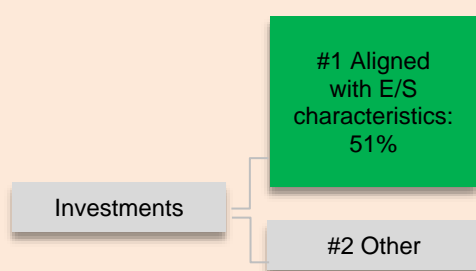 #1 Aligned
with E/S
characteristics:
51%
Investments
#2 Other